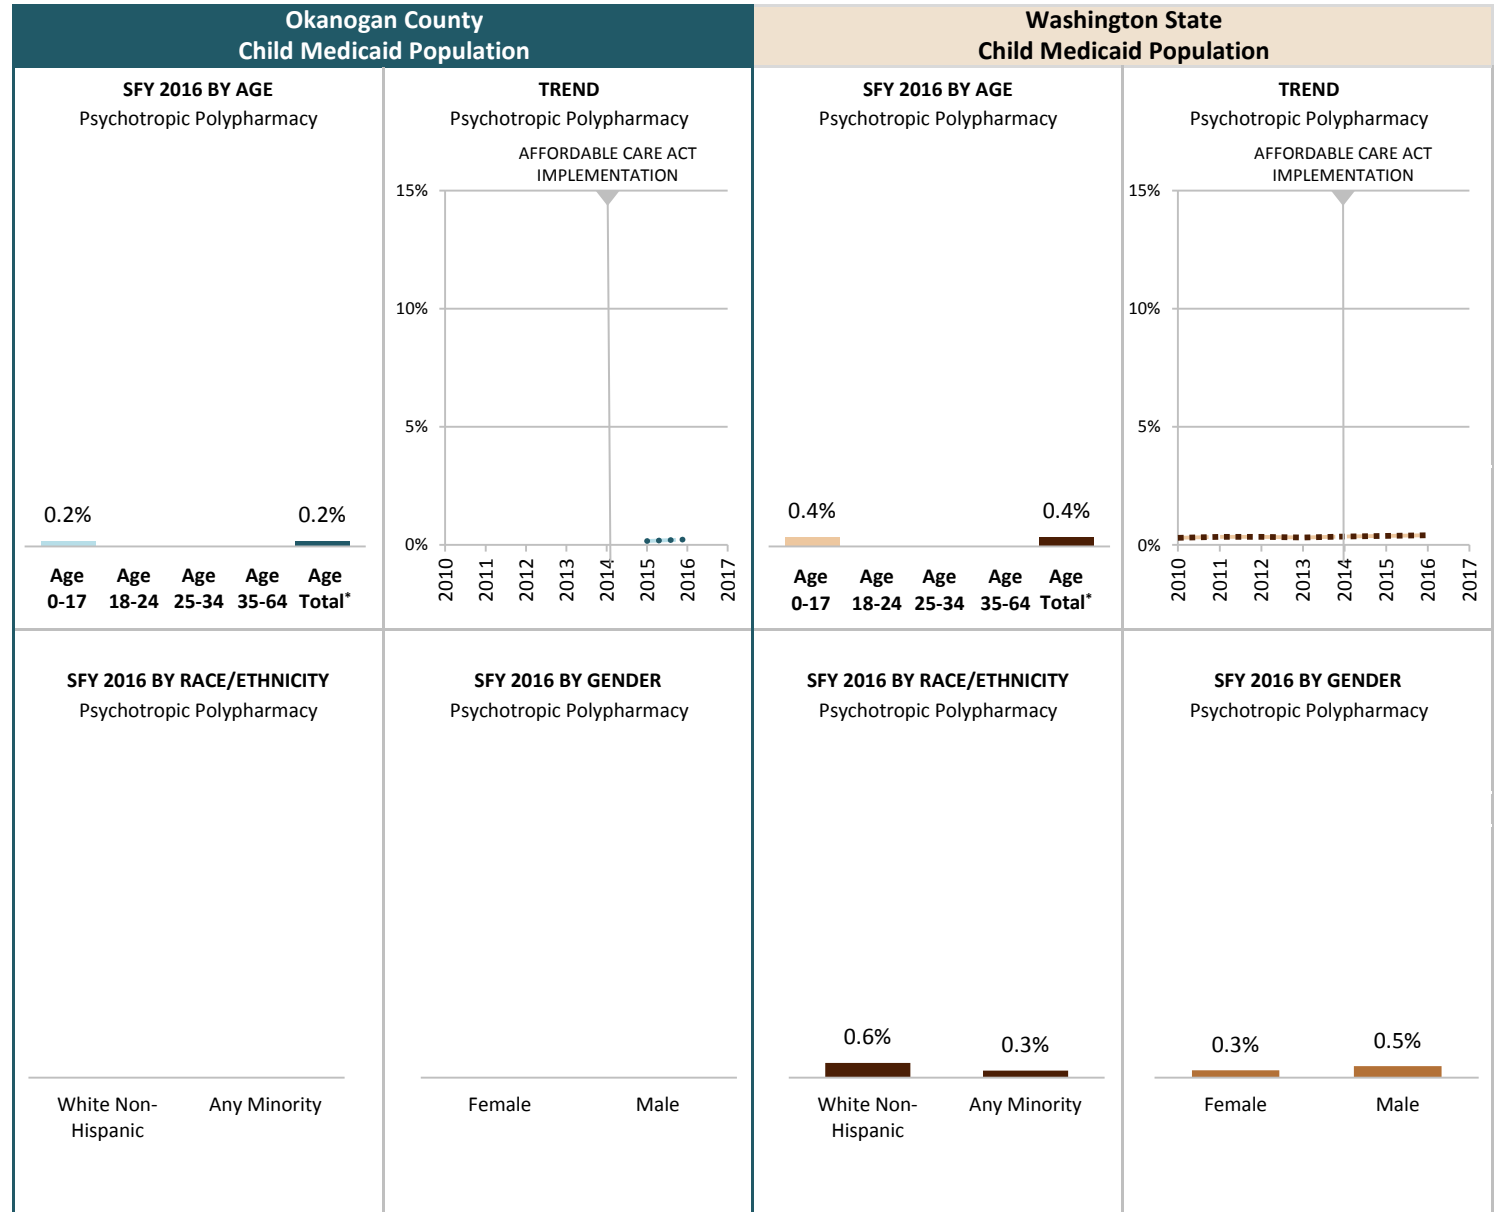 Okanogan County
Child Medicaid Population
Washington State
Child Medicaid Population
SFY 2016 BY AGE
Psychotropic Polypharmacy
0.2%
0.2%
Age Age Age Age Age
0-17 18-24 25-34 35-64 Total*
TREND
Psychotropic Polypharmacy
AFFORDABLE CARE ACT
IMPLEMENTATION
15%
10%
5%
0%
2010
2011
2012
2013
2014
2015
2016
2017
SFY 2016 BY AGE
Psychotropic Polypharmacy
0.4%
0.4%
Age Age Age Age Age
0-17 18-24 25-34 35-64 Total*
TREND
Psychotropic Polypharmacy
AFFORDABLE CARE ACT
IMPLEMENTATION
15%
10%
5%
0%
2010
2011
2012
2013
2014
2015
2016
2017
SFY 2016 BY RACE/ETHNICITY
Psychotropic Polypharmacy
White Non-
Hispanic
Any Minority
SFY 2016 BY GENDER
Psychotropic Polypharmacy
Female
Male
SFY 2016 BY RACE/ETHNICITY
Psychotropic Polypharmacy
0.6%
0.3%
White Non-
Hispanic
Any Minority
SFY 2016 BY GENDER
Psychotropic Polypharmacy
0.3%
0.5%
Female
Male